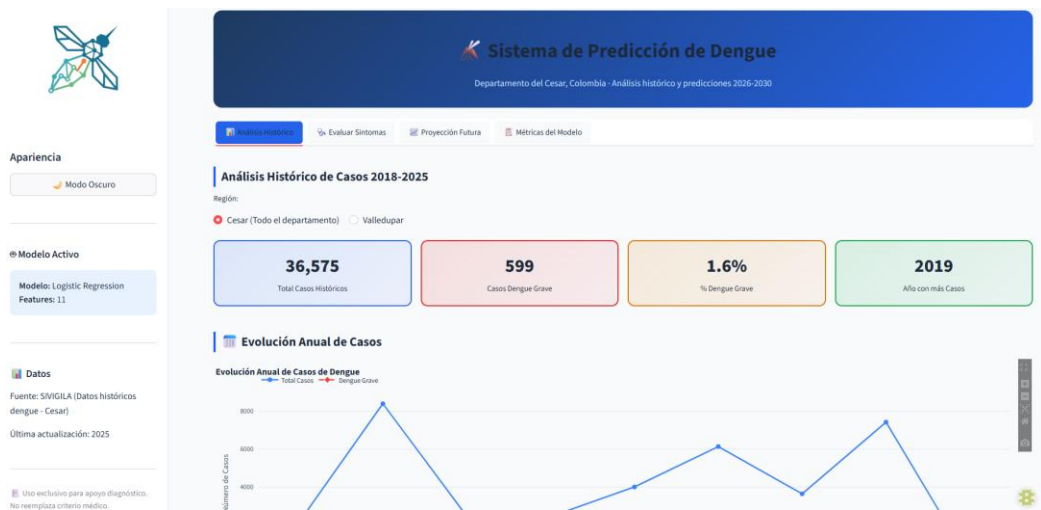 Apariencia
Modo Oscuro
Modelo Activo
Modelo: Logistic Regression
Features: 11
Datos
Fuente: SIVIGILA (Datos históricos
dengue - Cesar)
Última actualización: 2025
Uso exclusivo para apoyo diagnóstico.
No reemplaza criterio médico.
Sistema de Predicción de Dengue
Departamento del Cesar, Colombia - Análisis histórico y predicciones 2026-2030
Análisis Histórico
Evaluar Sintomas
Proyección Futura
Métricas del Modelo
Análisis Histórico de Casos 2018-2025
Región:
Cesar (Todo el departamento)
Valledupar
36,575
Total Casos Históricos
599
Casos Dengue Grave
1.6%
% Dengue Grave
2019
Año con más Casos
Evolución Anual de Casos
Evolución Anual de Casos de Dengue
Total Casos
Dengue Grave
8000
6000
4000
Número de Casos